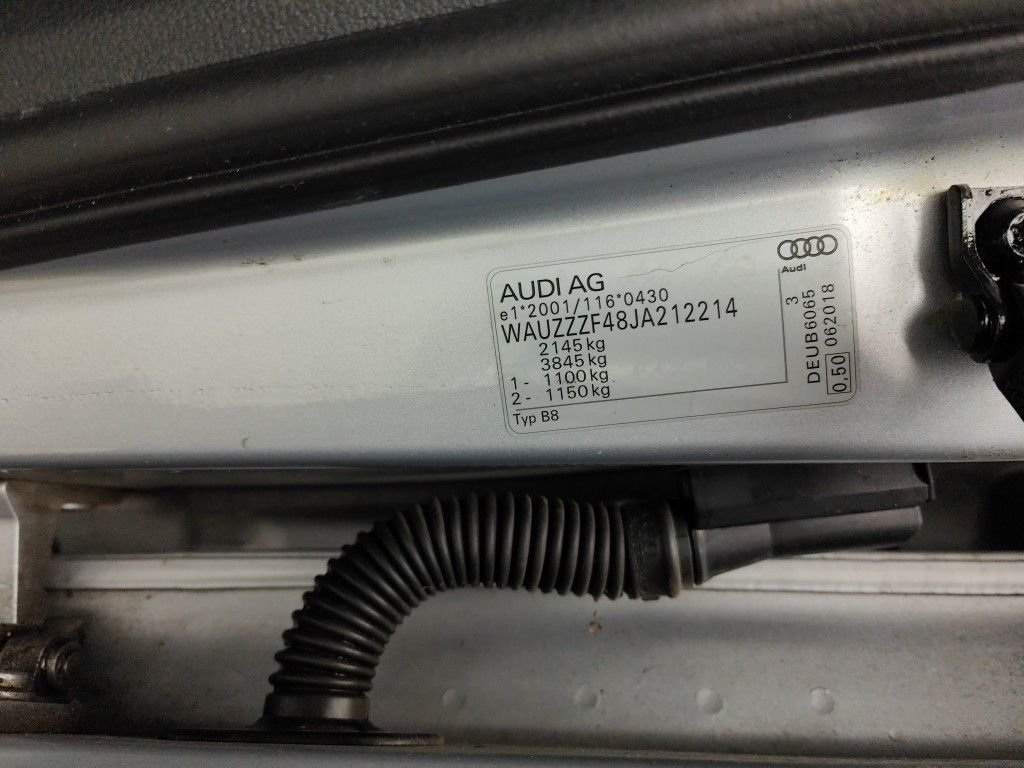 AUDI AG
e1*2001/116*0430
WAUZZZF48JA212214
2145 kg
3845 kg
1 - 1100 kg
2 - 1150 kg
Typ B8
Audi
3
DEUB6065
0,50 062018